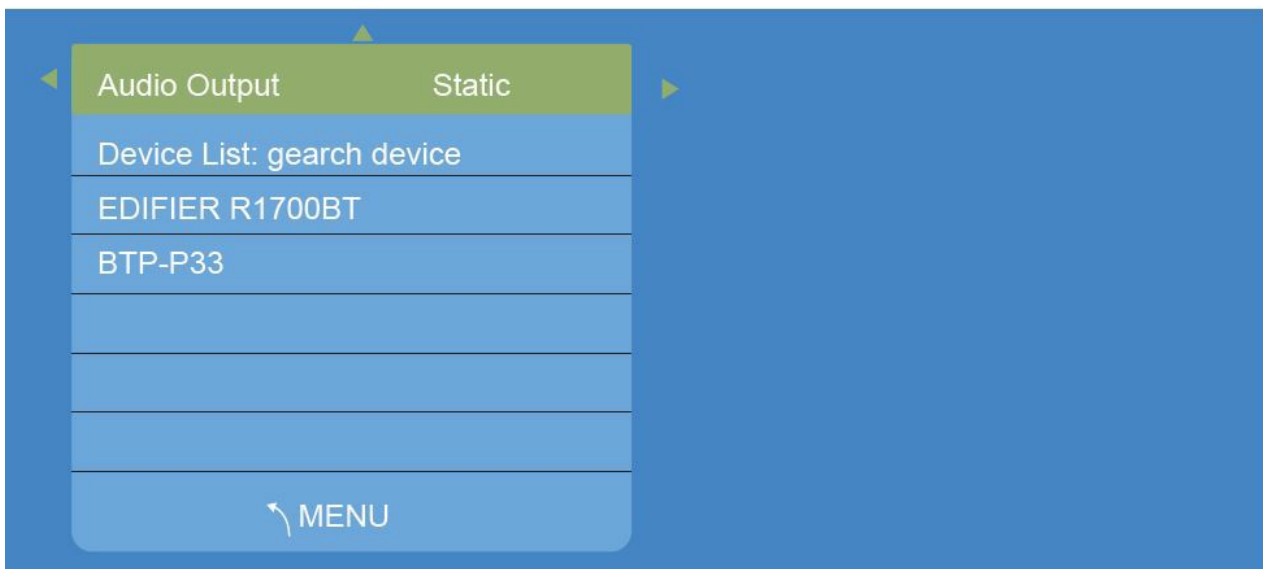 Audio Output Static
Device List: gearch device
EDIFIER R1700BT
BTP-P33
MENU